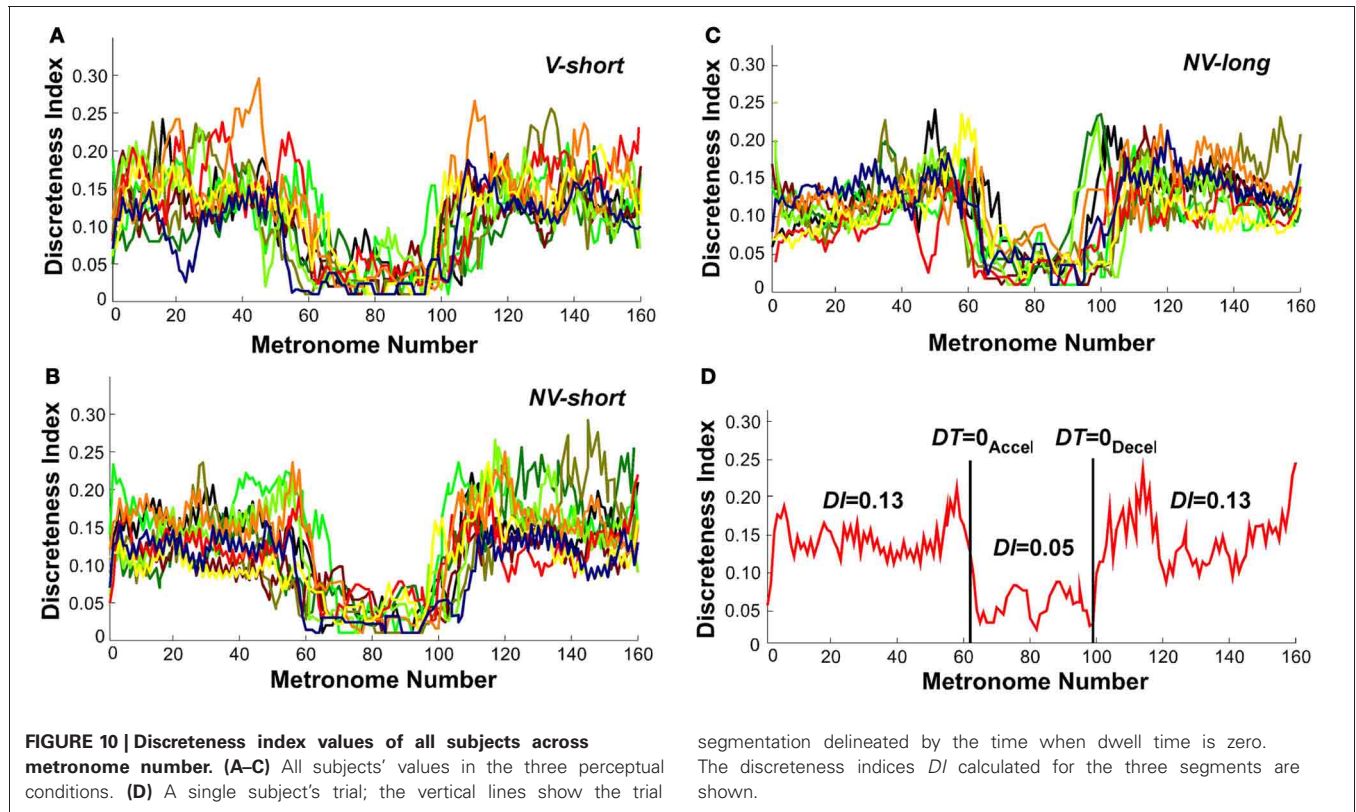 A
V-short
Discreteness Index
0.30
0.25
0.20
0.15
0.10
0.05
0
0 20 40 60 80 100 120 140 160
Metronome Number
B
NV-short
Discreteness Index
0.30
0.25
0.20
0.15
0.10
0.05
0
0 20 40 60 80 100 120 140 160
Metronome Number
C
NV-long
Discreteness Index
0.30
0.25
0.20
0.15
0.10
0.05
0
0 20 40 60 80 100 120 140 160
Metronome Number
D
DT=0Accel DT=0Decel
DI=0.13 DI=0.05 DI=0.13
Discreteness Index
0.30
0.25
0.20
0.15
0.10
0.05
0
0 20 40 60 80 100 120 140 160
Metronome Number
FIGURE 10 | Discreteness index values of all subjects across
metronome number. (A–C) All subjects' values in the three perceptual
conditions. (D) A single subject's trial; the vertical lines show the trial
segmentation delineated by the time when dwell time is zero.
The discreteness indices DI calculated for the three segments are
shown.